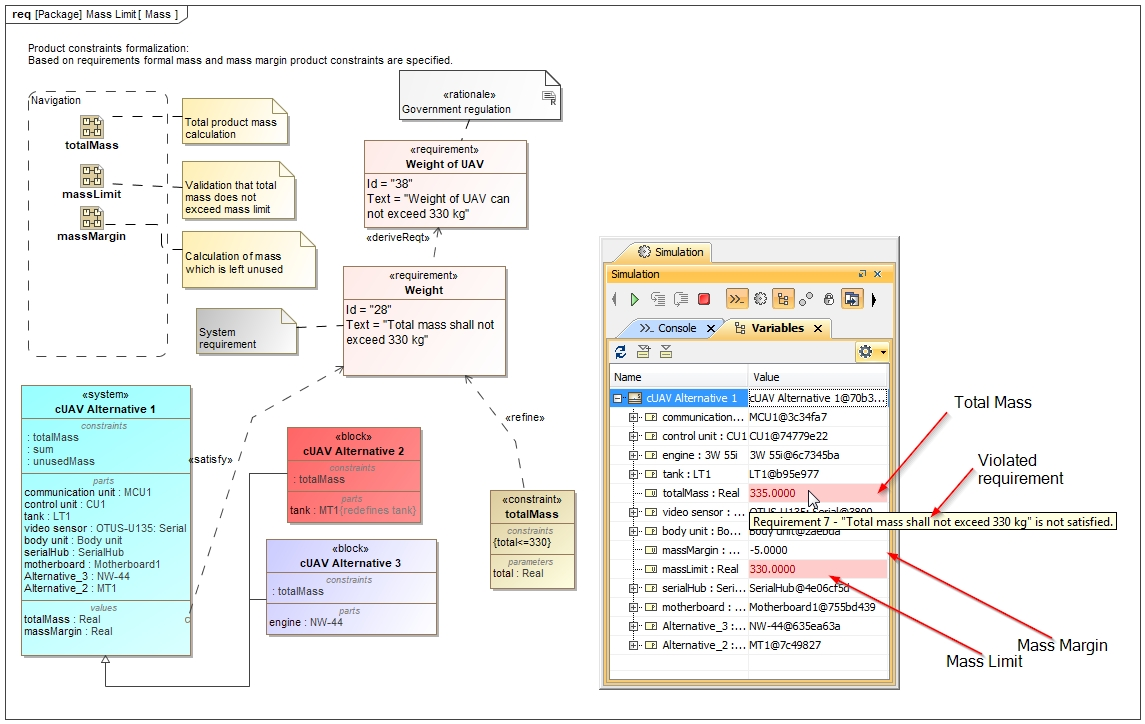 req [Package] Mass Limit[ Mass ]
Product constraints formalization:
Based on requirements formal mass and mass margin product constraints are specified.
Navigation
totalMass
massLimit
massMargin
Total product mass
calculation
Validation that total
mass does not
exceed mass limit
Calculation of mass
which is left unused
«rationale»
Government regulation
«requirement»
Weight of UAV
Id = "38"
Text = "Weight of UAV can
not exceed 330 kg"
«deriveReqt»
«requirement»
Weight
Id = "28"
Text = "Total mass shall not
exceed 330 kg"
System
requirement
«satisfy»
«refine»
«system»
cUAV Alternative 1
constraints
: totalMass
: sum
: unusedMass
parts
communication unit : MCU1
control unit : CU1
tank : LT1
video sensor : OTUS-U135: Serial
body unit : Body unit
serialHub : SerialHub
motherboard : Motherboard1
Alternative_3 : NW-44
Alternative_2 : MT1
values
totalMass : Real
massMargin : Real
«block»
cUAV Alternative 2
constraints
: totalMass
parts
tank : MT1{redefines tank}
«block»
cUAV Alternative 3
constraints
: totalMass
parts
engine : NW-44
«constraint»
totalMass
constraints
{total<=330}
parameters
total : Real
Simulation
Simulation
Console
Variables
Name Value
cUAV Alternative 1 cUAV Alternative 1@70b3...
communication... MCU1@3c34fa7
control unit : CU1 CU1@74779e22
engine : 3W 55i 3W 55i@6c7345ba
tank : LT1 LT1@b95e977
totalMass : Real 335.0000
video sensor : ...
Requirement 7 - "Total mass shall not exceed 330 kg" is not satisfied.
body unit : Bo...
massMargin : ... -5.0000
massLimit : Real 330.0000
serialHub : Seri... SerialHub@4e06cf5d
motherboard : ... Motherboard1@755bd439
Alternative_3 : ... NW-44@635ea63a
Alternative_2 : ... MT1@7c49827
Total Mass
Violated
requirement
Mass Margin
Mass Limit